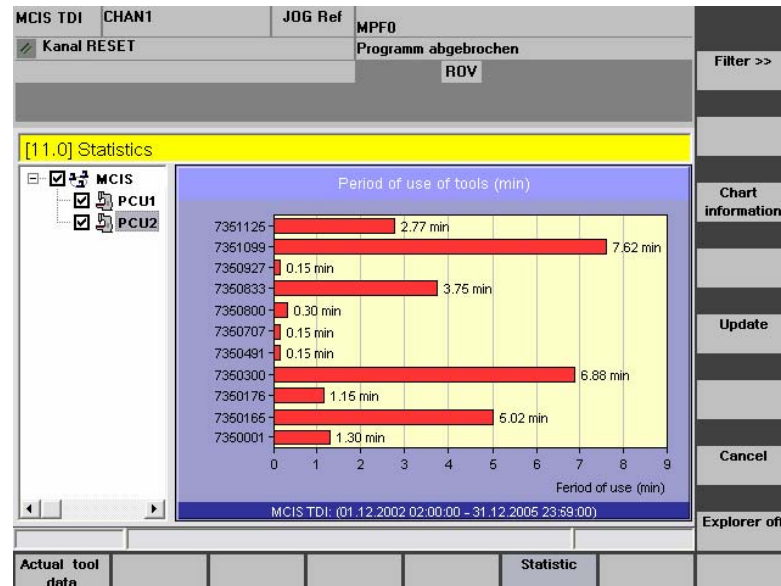 MCIS TDI CHAN1 JOG Ref MPF0
Kanal RESET Programm abgebrochen
ROV
Filter >>
[11.0] Statistics
MCIS
PCU1
PCU2
Period of use of tools (min)
7351125 2.77 min
7351099 7.62 min
7350927 0.15 min
7350833 3.75 min
7350800 0.30 min
7350707 0.15 min
7350491 0.15 min
7350300 6.88 min
7350176 1.15 min
7350165 5.02 min
7350001 1.30 min
0 1 2 3 4 5 6 7 8 9
Period of use (min)
MCIS TDI: (01.12.2002 02:00:00 - 31.12.2005 23:59:00)
Chart
information
Update
Cancel
Explorer off
Actual tool
data
Statistic